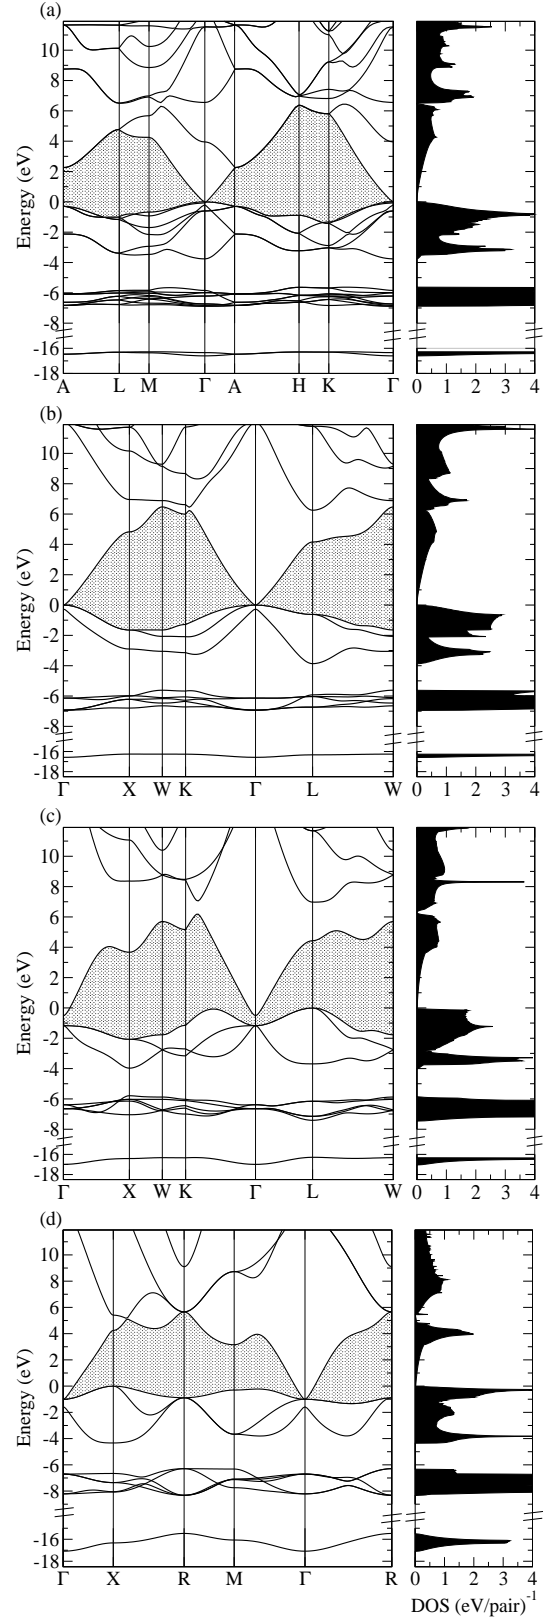 (a)
10
8
6
4
2
0
-2
-4
-6
-8
-16
-18
Energy (eV)
A L M Γ A H K Γ
0 1 2 3 4
(b)
10
8
6
4
2
0
-2
-4
-6
-8
-16
-18
Energy (eV)
Γ X W K Γ L W
0 1 2 3 4
(c)
10
8
6
4
2
0
-2
-4
-6
-8
-16
-18
Energy (eV)
Γ X W K Γ L W
0 1 2 3 4
(d)
10
8
6
4
2
0
-2
-4
-6
-8
-16
-18
Energy (eV)
Γ X R M Γ R
0 1 2 3 4
DOS (eV/pair)⁻¹